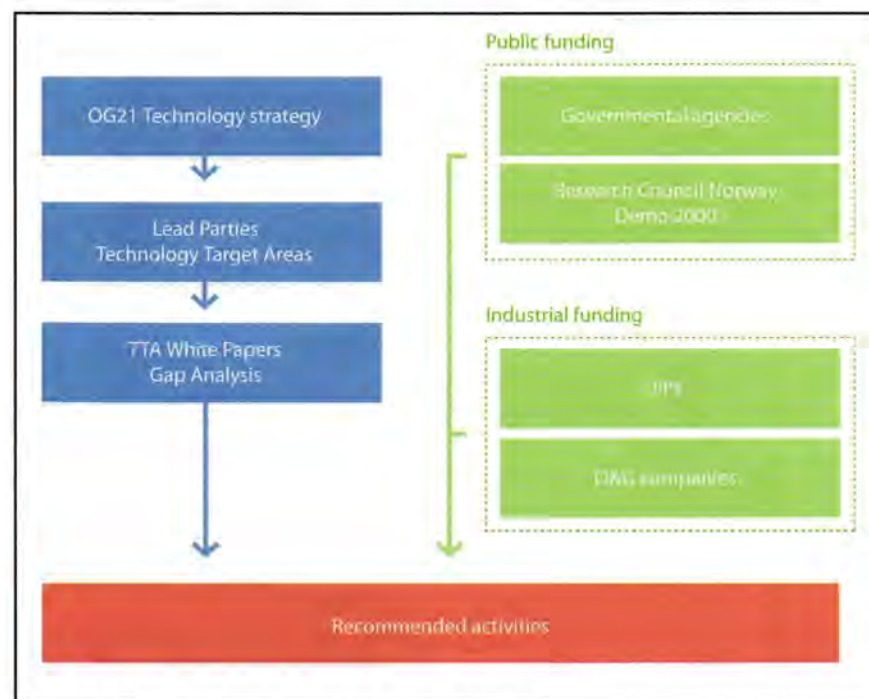 OG21 Technology strategy
Lead Parties
Technology Target Areas
TTA White Papers
Gap Analysis
Public funding
Governmental agencies
Research Council Norway
Demo 2000
Industrial funding
JIPs
O&G companies
Recommended activities